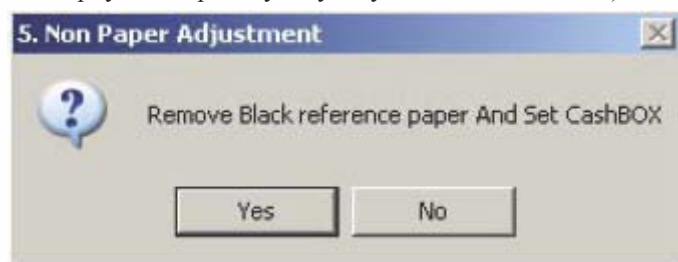 5. Non Paper Adjustment
Remove Black reference paper And Set CashBOX
Yes No